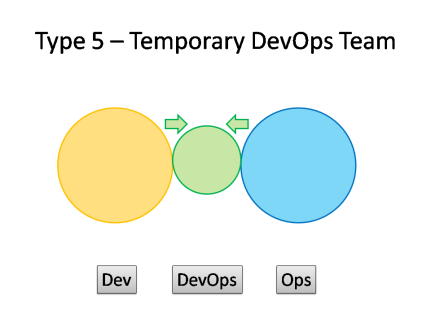 Type 5 – Temporary DevOps Team
Dev
DevOps
Ops